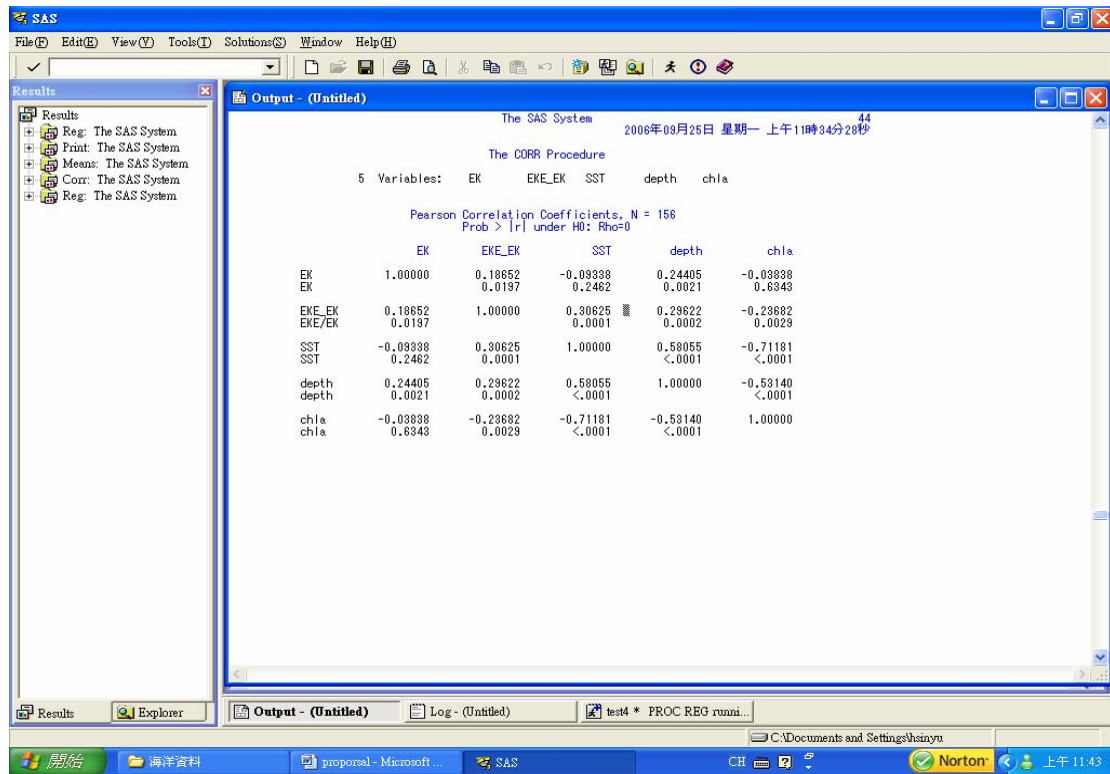 SAS
File(F) Edit(E) View(V) Tools(T) Solutions(S) Window Help(H)
Results
Results
Reg: The SAS System
Print: The SAS System
Means: The SAS System
Corr: The SAS System
Reg: The SAS System
Output - (Untitled)
The SAS System 44
2006年09月25日 星期一 上午11時34分28秒
The CORR Procedure
5 Variables: EK EKE_EK SST depth chla
Pearson Correlation Coefficients, N = 156
Prob > |r| under H0: Rho=0
EK EKE_EK SST depth chla
EK 1.00000 0.18652 -0.09338 0.24405 -0.03838
EK 0.0197 0.2462 0.0021 0.6343
EKE_EK 0.18652 1.00000 0.30625 0.29622 -0.23682
EKE/EK 0.0197 0.0001 0.0002 0.0029
SST -0.09338 0.30625 1.00000 0.58055 -0.71181
SST 0.2462 0.0001 <.0001 <.0001
depth 0.24405 0.29622 0.58055 1.00000 -0.53140
depth 0.0021 0.0002 <.0001 <.0001
chla -0.03838 -0.23682 -0.71181 -0.53140 1.00000
chla 0.6343 0.0029 <.0001 <.0001
Results Explorer
Output - (Untitled) Log - (Untitled) test4 * PROC REG runni...
C:\Documents and Settings\hsinyu
開始 海洋資料 proporsal - Microsoft ... SAS CH Norton 上午 11:43